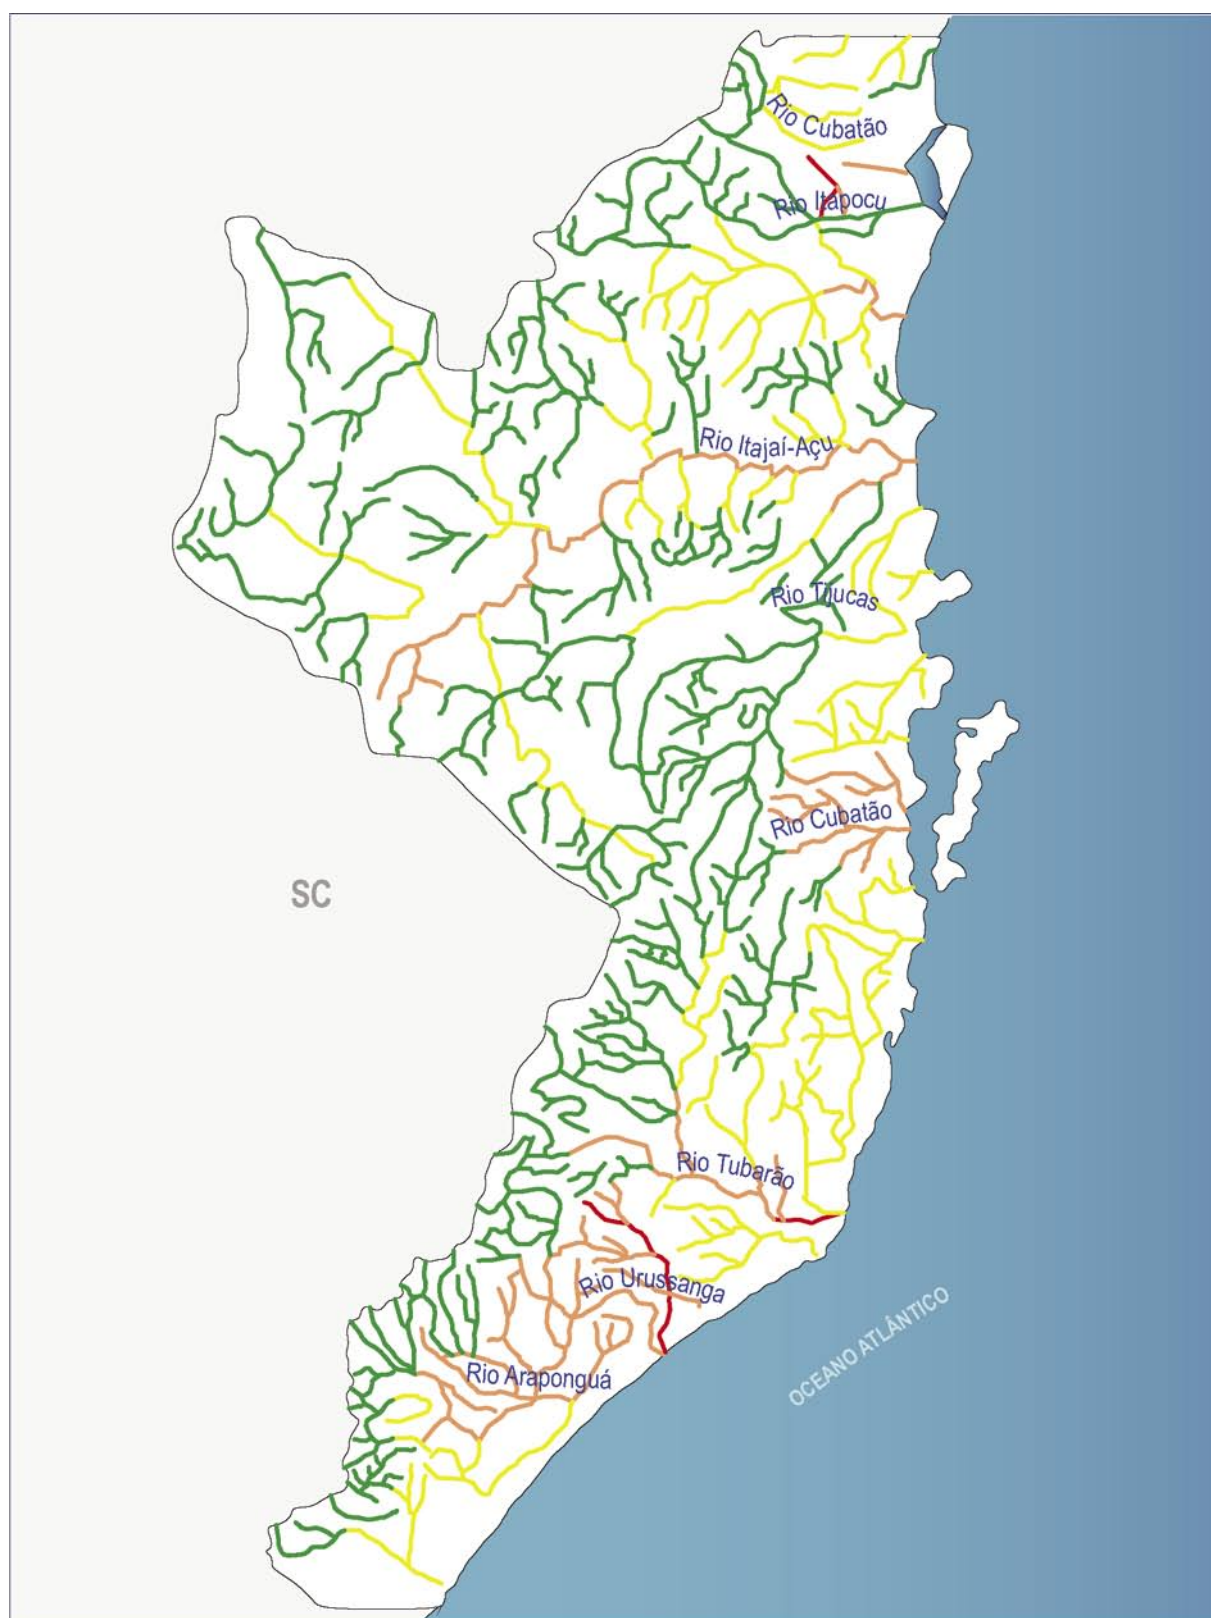 Rio Cubatão
Rio Itapocu
Rio Itajaí-Açu
Rio Tijucas
Rio Cubatão
SC
Rio Tubarão
Rio Urussanga
OCEANO ATLÂNTICO
Rio Araponguá